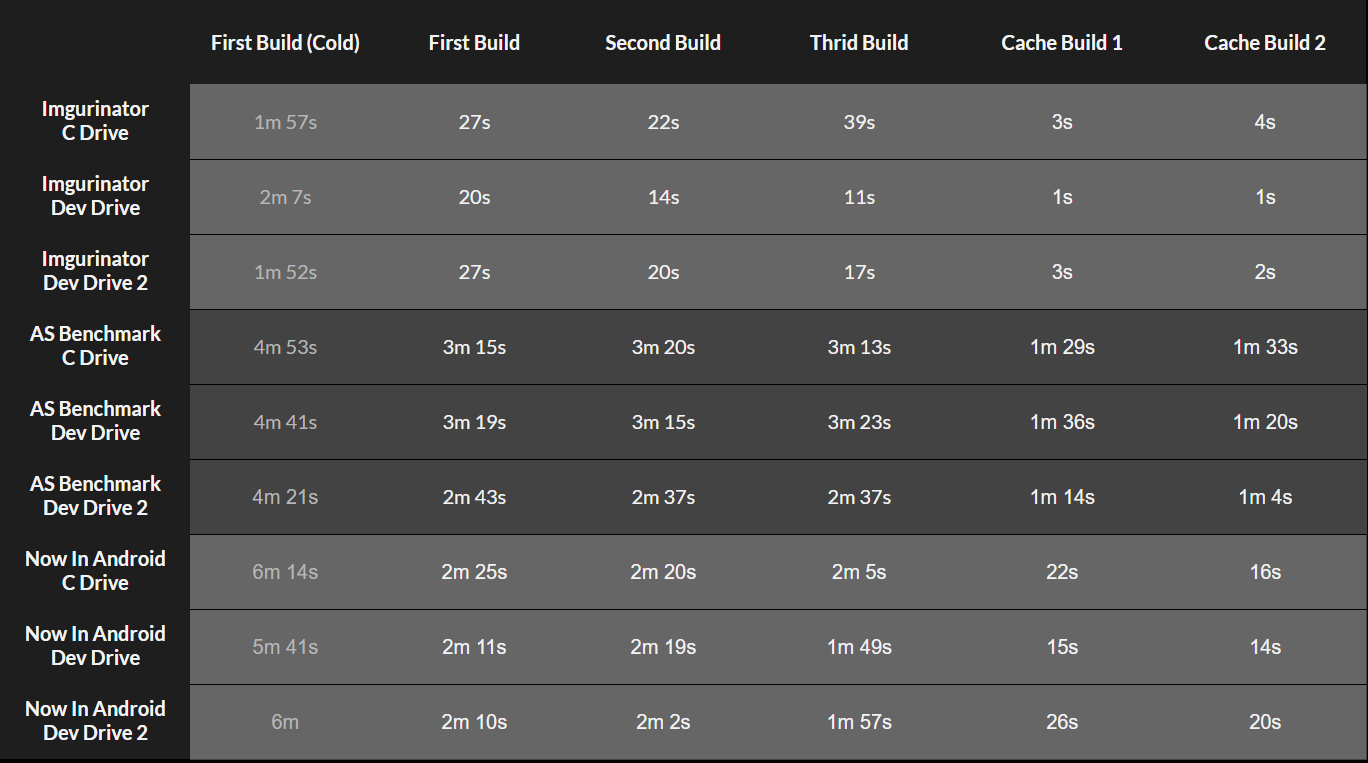 First Build (Cold) First Build Second Build Thrid Build Cache Build 1 Cache Build 2
Imgurinator
C Drive 1m 57s 27s 22s 39s 3s 4s
Imgurinator
Dev Drive 2m 7s 20s 14s 11s 1s 1s
Imgurinator
Dev Drive 2 1m 52s 27s 20s 17s 3s 2s
AS Benchmark
C Drive 4m 53s 3m 15s 3m 20s 3m 13s 1m 29s 1m 33s
AS Benchmark
Dev Drive 4m 41s 3m 19s 3m 15s 3m 23s 1m 36s 1m 20s
AS Benchmark
Dev Drive 2 4m 21s 2m 43s 2m 37s 2m 37s 1m 14s 1m 4s
Now In Android
C Drive 6m 14s 2m 25s 2m 20s 2m 5s 22s 16s
Now In Android
Dev Drive 5m 41s 2m 11s 2m 19s 1m 49s 15s 14s
Now In Android
Dev Drive 2 6m 2m 10s 2m 2s 1m 57s 26s 20s